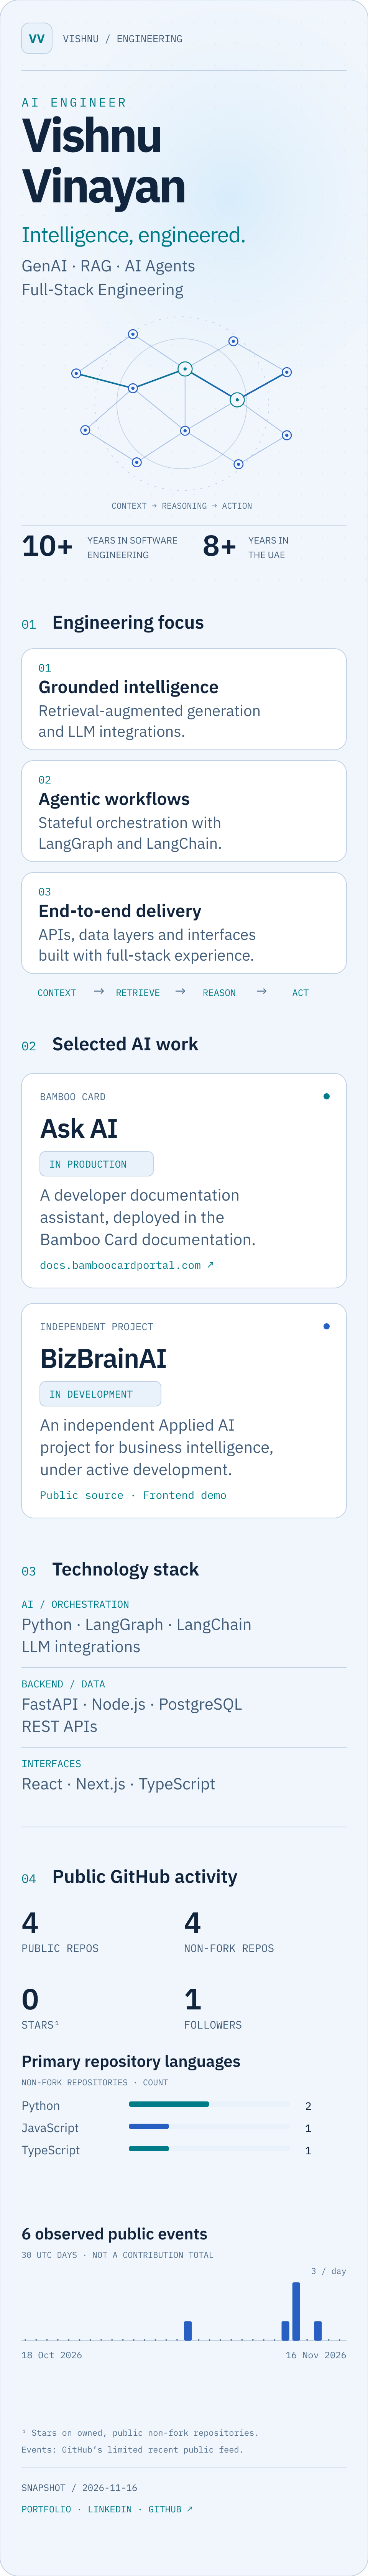 VV VISHNU / ENGINEERING
AI ENGINEER
Vishnu
Vinayan
Intelligence, engineered.
GenAI · RAG · AI Agents
Full-Stack Engineering
CONTEXT → REASONING → ACTION
10+ YEARS IN SOFTWARE ENGINEERING
8+ YEARS IN THE UAE
01 Engineering focus
01
Grounded intelligence
Retrieval-augmented generation
and LLM integrations.
02
Agentic workflows
Stateful orchestration with
LangGraph and LangChain.
03
End-to-end delivery
APIs, data layers and interfaces
built with full-stack experience.
CONTEXT → RETRIEVE → REASON → ACT
02 Selected AI work
BAMBOO CARD
Ask AI
IN PRODUCTION
A developer documentation
assistant, deployed in the
Bamboo Card documentation.
docs.bamboocardportal.com ↗
INDEPENDENT PROJECT
BizBrainAI
IN DEVELOPMENT
An independent Applied AI
project for business intelligence,
under active development.
Public source · Frontend demo
03 Technology stack
AI / ORCHESTRATION
Python · LangGraph · LangChain
LLM integrations
BACKEND / DATA
FastAPI · Node.js · PostgreSQL
REST APIs
INTERFACES
React · Next.js · TypeScript
04 Public GitHub activity
4 4
PUBLIC REPOS NON-FORK REPOS
0 1
STARS¹ FOLLOWERS
Primary repository languages
NON-FORK REPOSITORIES · COUNT
Python 2
JavaScript 1
TypeScript 1
6 observed public events
30 UTC DAYS · NOT A CONTRIBUTION TOTAL
3 / day
18 Oct 2026 16 Nov 2026
¹ Stars on owned, public non-fork repositories.
Events: GitHub's limited recent public feed.
SNAPSHOT / 2026-11-16
PORTFOLIO · LINKEDIN · GITHUB ↗